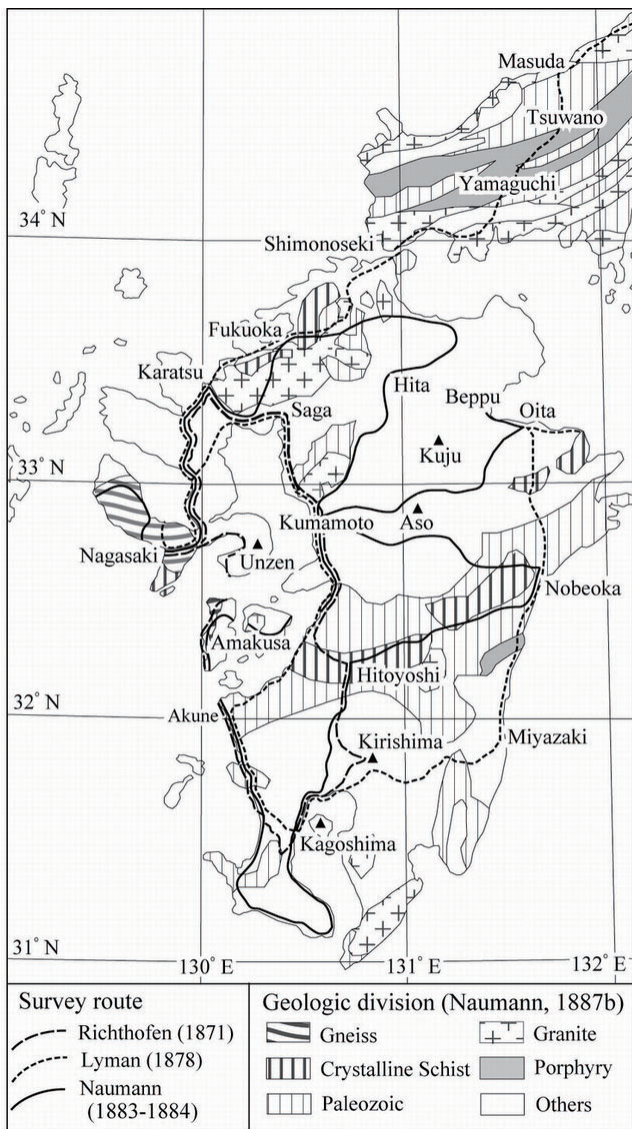 Masuda
Tsuwano
Yamaguchi
34° N
Shimonoseki
Fukuoka
Karatsu
Hita
Beppu
Saga
Oita
Kuju
33° N
Kumamoto
Aso
Nagasaki
Unzen
Nobeoka
Amakusa
Hitoyoshi
32° N
Akune
Miyazaki
Kirishima
Kagoshima
31° N
130° E
131° E
132° E
Survey route
Richthofen (1871)
Lyman (1878)
Naumann
(1883-1884)
Geologic division (Naumann, 1887b)
Gneiss
Granite
Crystalline Schist
Porphyry
Paleozoic
Others